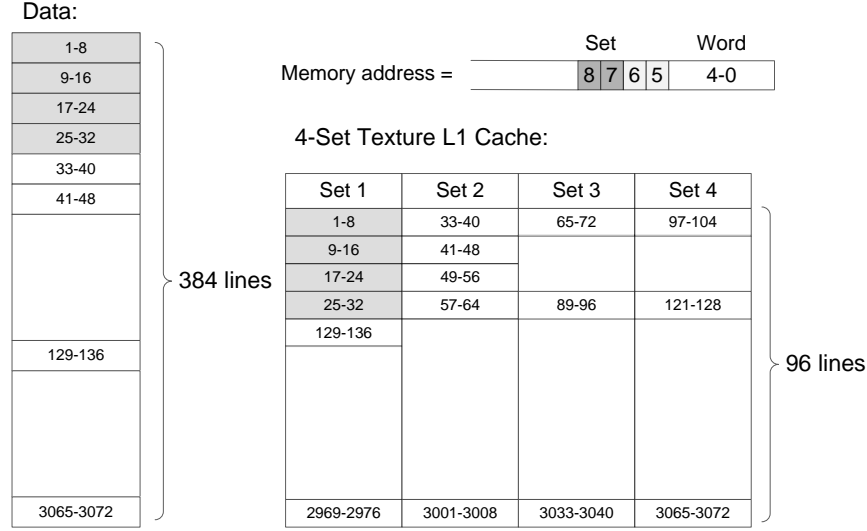 Data:
1-8
9-16
17-24
25-32
33-40
41-48
129-136
3065-3072
384 lines
Set Word
Memory address = 8 7 6 5 4-0
4-Set Texture L1 Cache:
Set 1 Set 2 Set 3 Set 4
1-8 33-40 65-72 97-104
9-16 41-48
17-24 49-56
25-32 57-64 89-96 121-128
129-136
2969-2976 3001-3008 3033-3040 3065-3072
96 lines